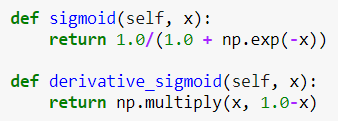 def sigmoid(self, x):
    return 1.0/(1.0 + np.exp(-x))
def derivative_sigmoid(self, x):
    return np.multiply(x, 1.0-x)